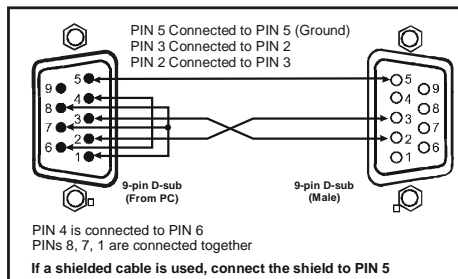 PIN 5 Connected to PIN 5 (Ground)
PIN 3 Connected to PIN 2
PIN 2 Connected to PIN 3
5
9
4
8
3
7
2
6
1
5
9
4
8
3
7
2
6
1
9-pin D-sub
(From PC)
9-pin D-sub
(Male)
PIN 4 is connected to PIN 6
PINs 8, 7, 1 are connected together
If a shielded cable is used, connect the shield to PIN 5